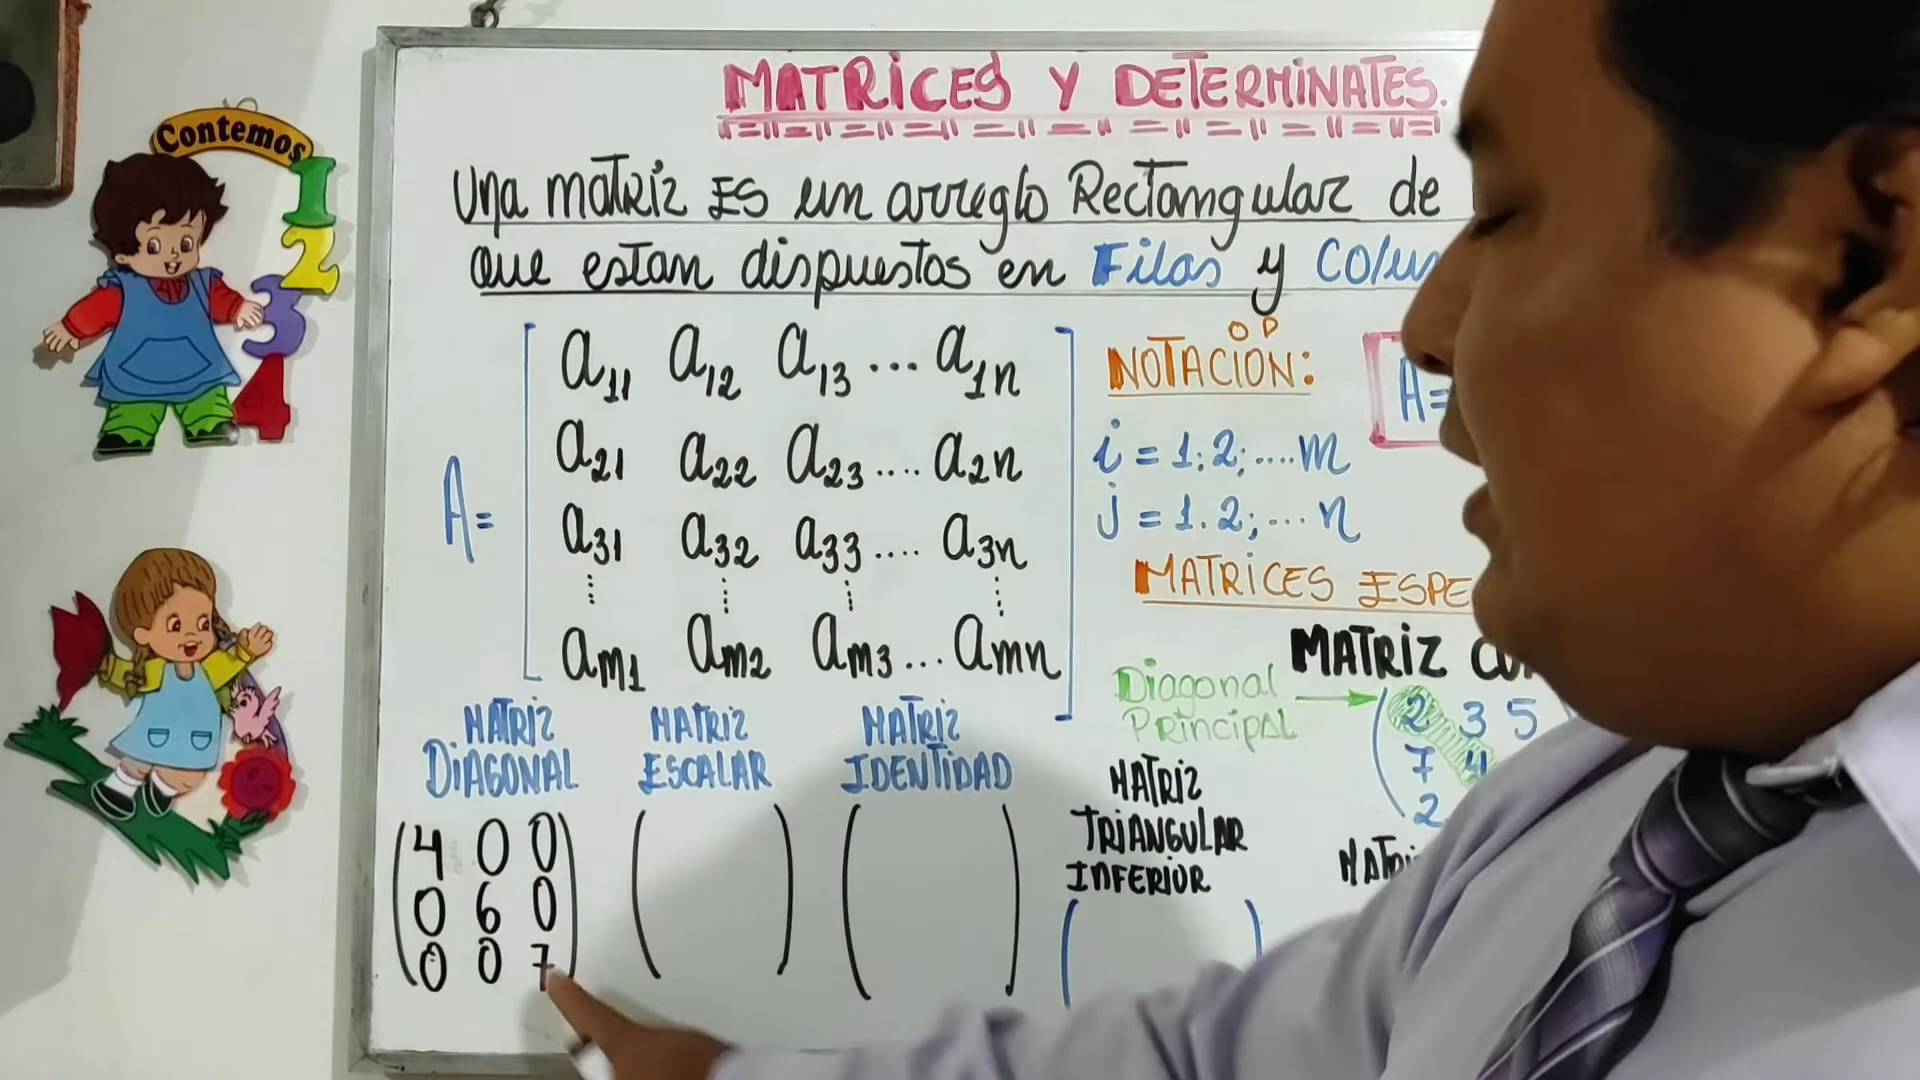 Contemos
1
2
3
4
MATRICES Y DETERMINATES.
Una matriz es un arreglo Rectangular de
que estan dispuestos en Filas y Colu
A=
a11 a12 a13 ... a1n
a21 a22 a23 .... a2n
a31 a32 a33 .... a3n
am1 am2 am3 ... amn
O D
NOTACION:
A=
i = 1; 2; .... m
j = 1. 2; ... n
MATRICES ESPE
MATRIZ
Diagonal
Principal
2 3 5
7 4
2
MATRIZ
DIAGONAL
4 0 0
0 6 0
0 0 7
MATRIZ
ESCALAR
MATRIZ
IDENTIDAD
MATRIZ
TRIANGULAR
INFERIOR